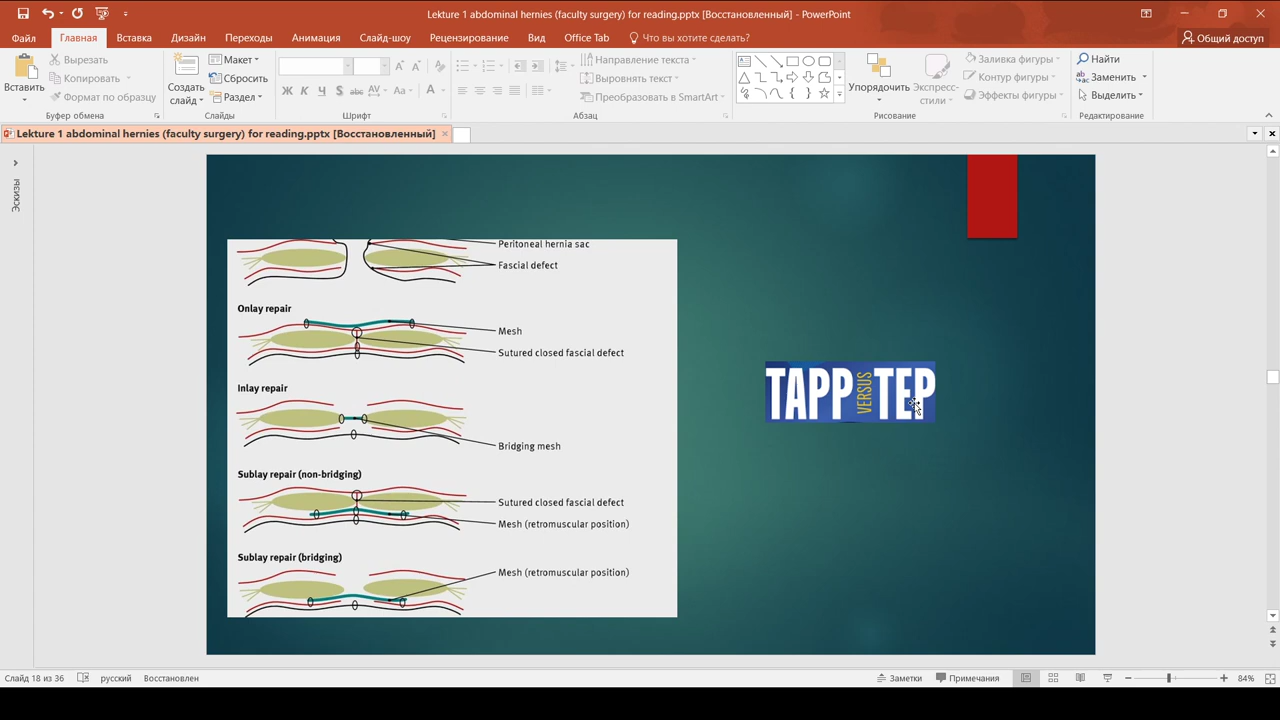 Lekture 1 abdominal hernies (faculty surgery) for reading.pptx [Восстановленный] - PowerPoint
Файл Главная Вставка Дизайн Переходы Анимация Слайд-шоу Рецензирование Вид Office Tab Что вы хотите сделать? Общий доступ
Вставить
Вырезать
Копировать
Формат по образцу
Буфер обмена
Создать слайд
Макет
Сбросить
Раздел
Слайды
Ж К Ч S abc AV Aa A
Шрифт
Направление текста
Выровнять текст
Преобразовать в SmartArt
Абзац
Упорядочить
Экспресс-стили
Заливка фигуры
Контур фигуры
Эффекты фигуры
Рисование
Найти
Заменить
Выделить
Редактирование
Lekture 1 abdominal hernies (faculty surgery) for reading.pptx [Восстановленный]
Эскизы
Peritoneal hernia sac
Fascial defect
Onlay repair
Mesh
Sutured closed fascial defect
Inlay repair
Bridging mesh
Sublay repair (non-bridging)
Sutured closed fascial defect
Mesh (retromuscular position)
Sublay repair (bridging)
Mesh (retromuscular position)
TAPP VERSUS TEP
Слайд 18 из 36 русский Восстановлен Заметки Примечания 84%